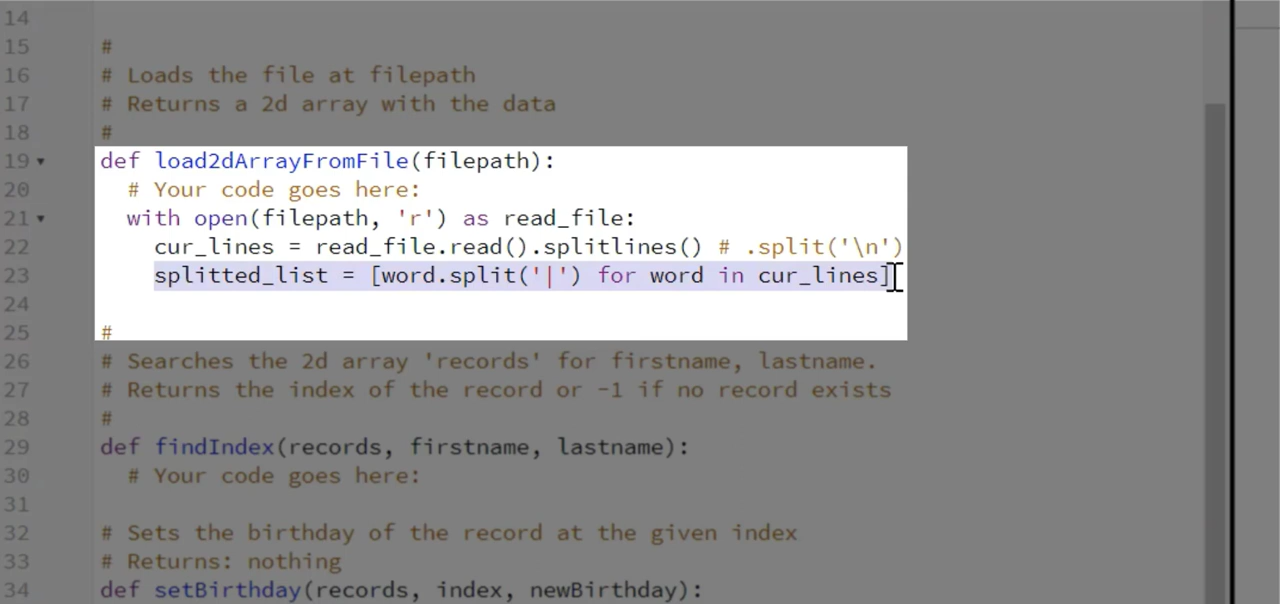 14
15 #
16 # Loads the file at filepath
17 # Returns a 2d array with the data
18 #
19 def load2dArrayFromFile(filepath):
20 # Your code goes here:
21 with open(filepath, 'r') as read_file:
22 cur_lines = read_file.read().splitlines() # .split('\n')
23 splitted_list = [word.split('|') for word in cur_lines]
24
25 #
26 # Searches the 2d array 'records' for firstname, lastname.
27 # Returns the index of the record or -1 if no record exists
28 #
29 def findIndex(records, firstname, lastname):
30 # Your code goes here:
31
32 # Sets the birthday of the record at the given index
33 # Returns: nothing
34 def setBirthday(records, index, newBirthday):